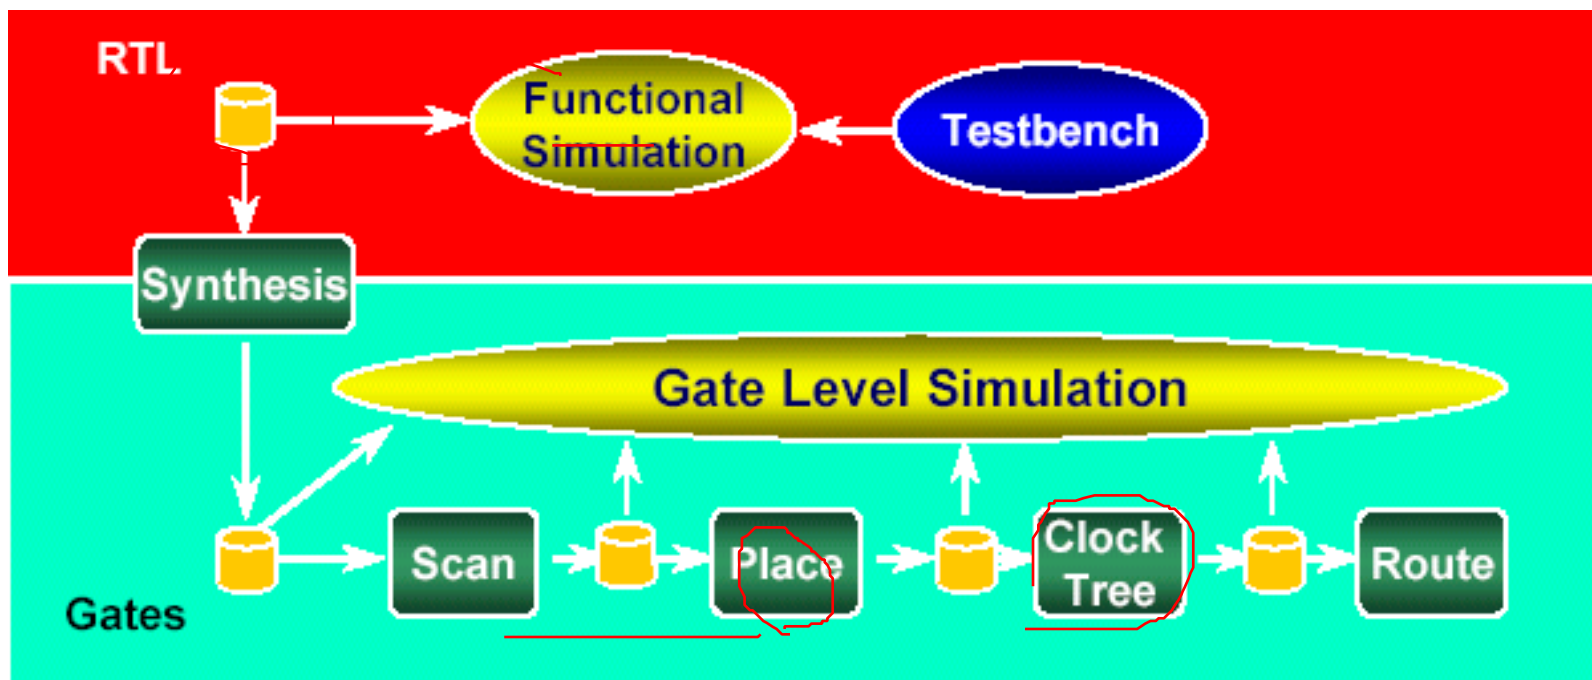 RTL
Functional
Simulation
Testbench
Synthesis
Gate Level Simulation
Scan
Place
Clock
Tree
Route
Gates